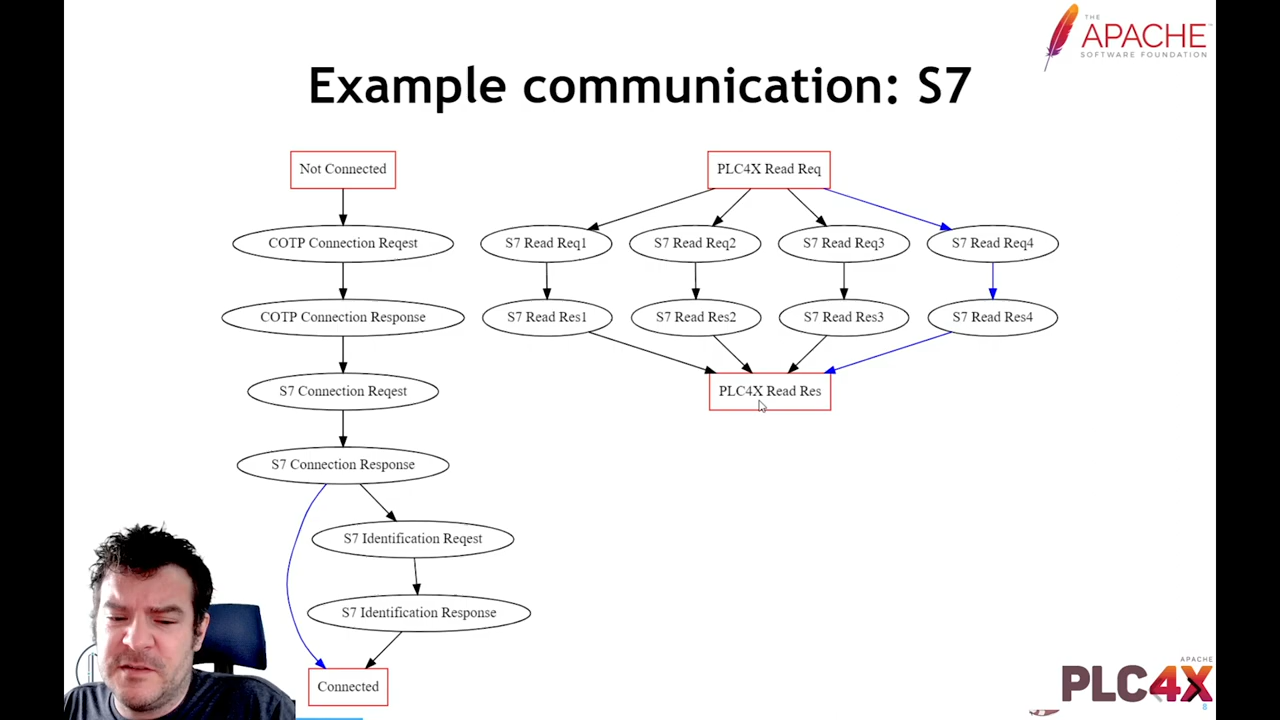 THE
APACHE
SOFTWARE FOUNDATION
Example communication: S7
Not Connected
COTP Connection Reqest
COTP Connection Response
S7 Connection Reqest
S7 Connection Response
S7 Identification Reqest
S7 Identification Response
Connected
PLC4X Read Req
S7 Read Req1
S7 Read Req2
S7 Read Req3
S7 Read Req4
S7 Read Res1
S7 Read Res2
S7 Read Res3
S7 Read Res4
PLC4X Read Res
APACHE
PLC4X
8